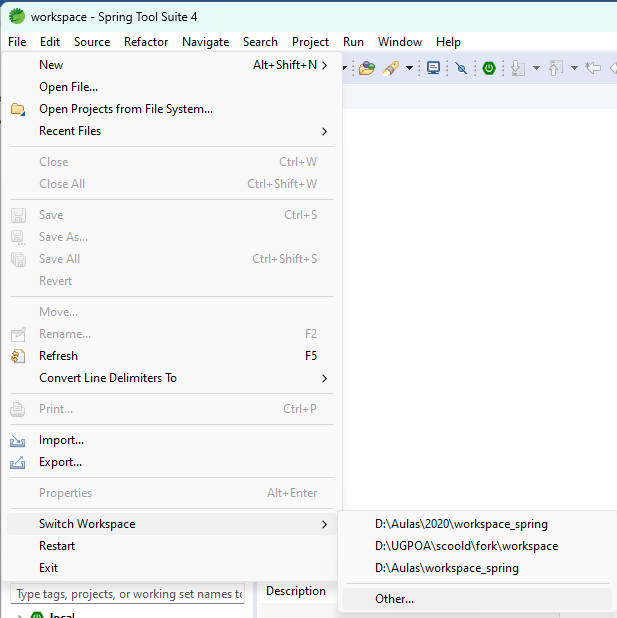 workspace - Spring Tool Suite 4
File Edit Source Refactor Navigate Search Project Run Window Help
New Alt+Shift+N
Open File...
Open Projects from File System...
Recent Files
Close Ctrl+W
Close All Ctrl+Shift+W
Save Ctrl+S
Save As...
Save All Ctrl+Shift+S
Revert
Move...
Rename... F2
Refresh F5
Convert Line Delimiters To
Print... Ctrl+P
Import...
Export...
Properties Alt+Enter
Switch Workspace
D:\Aulas\2020\workspace_spring
Restart
D:\UGPOA\scoold\fork\workspace
Exit
D:\Aulas\workspace_spring
Type tags, projects, or working set names to
Description
Other...
local